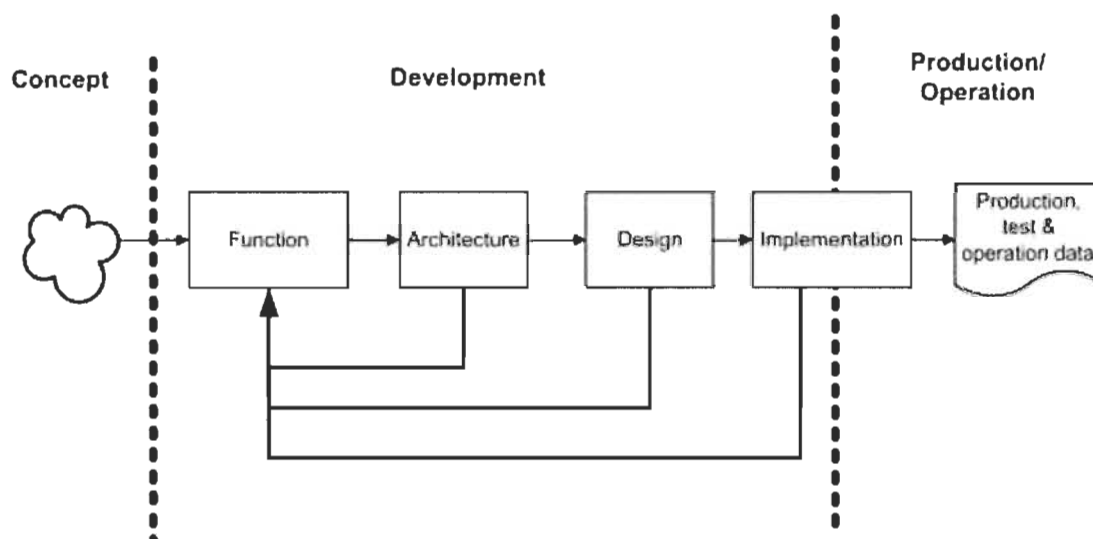 Concept
Development
Production/
Operation
Function
Architecture
Design
Implementation
Production,
test &
operation data